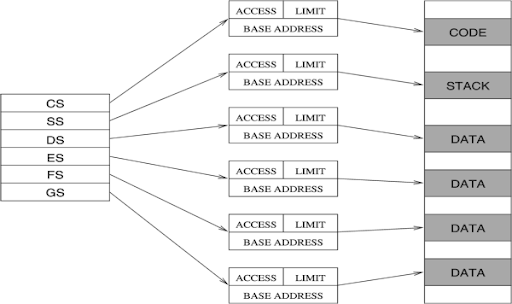 CS
SS
DS
ES
FS
GS
ACCESS LIMIT
BASE ADDRESS
ACCESS LIMIT
BASE ADDRESS
ACCESS LIMIT
BASE ADDRESS
ACCESS LIMIT
BASE ADDRESS
ACCESS LIMIT
BASE ADDRESS
ACCESS LIMIT
BASE ADDRESS
CODE
STACK
DATA
DATA
DATA
DATA